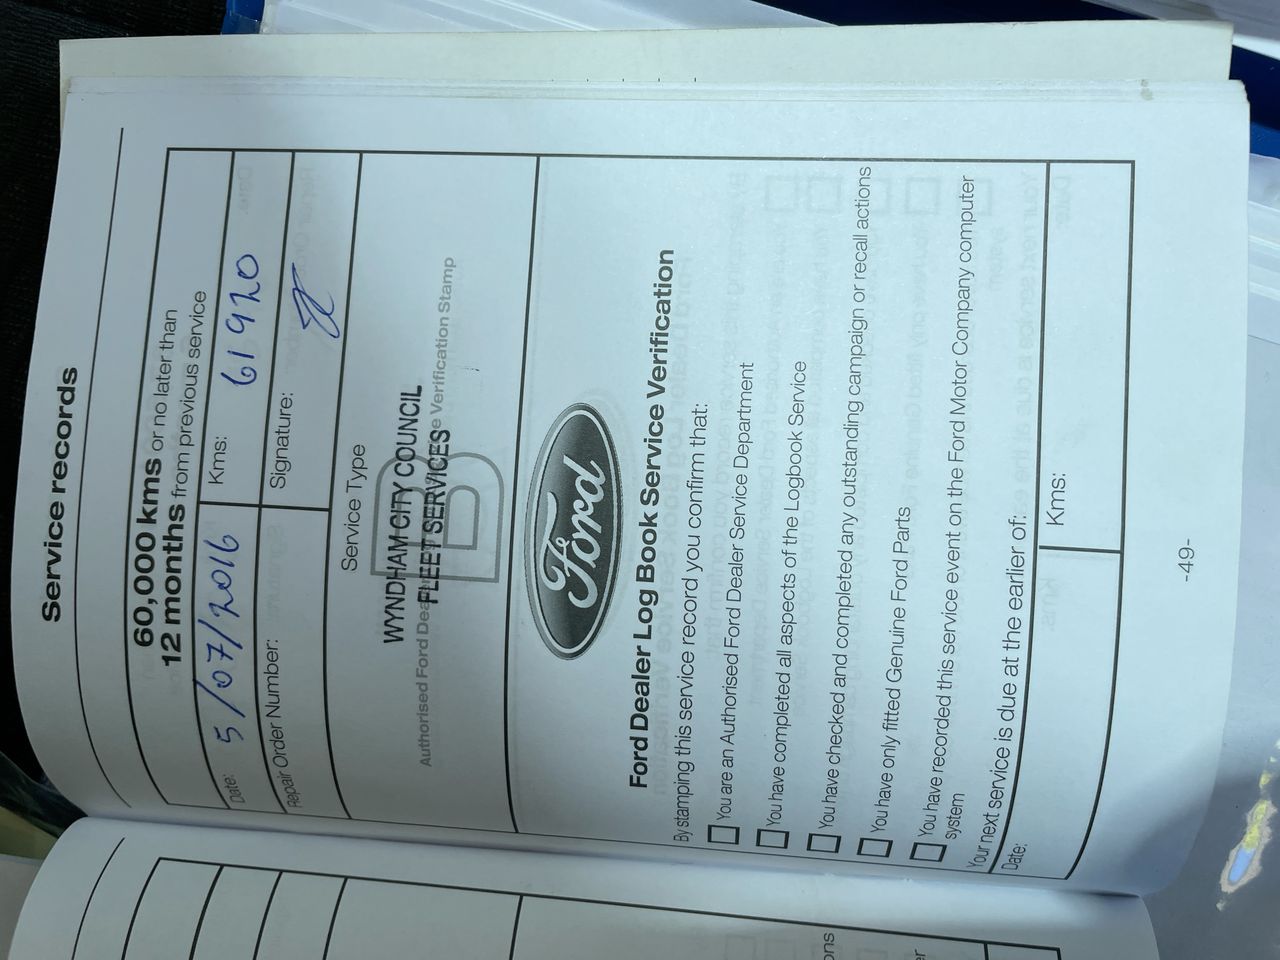 Service records
60,000 kms or no later than
12 months from previous service
Date: 5/07/2016 Kms: 61920
Repair Order Number: Signature:
Service Type
B
WYNDHAM CITY COUNCIL
FLEET SERVICES
Authorised Ford Dealer Service Verification Stamp
Ford
Ford Dealer Log Book Service Verification
By stamping this service record you confirm that:
You are an Authorised Ford Dealer Service Department
You have completed all aspects of the Logbook Service
You have checked and completed any outstanding campaign or recall actions
You have only fitted Genuine Ford Parts
You have recorded this service event on the Ford Motor Company computer
system
Your next service is due at the earlier of:
Date: Kms:
-49-